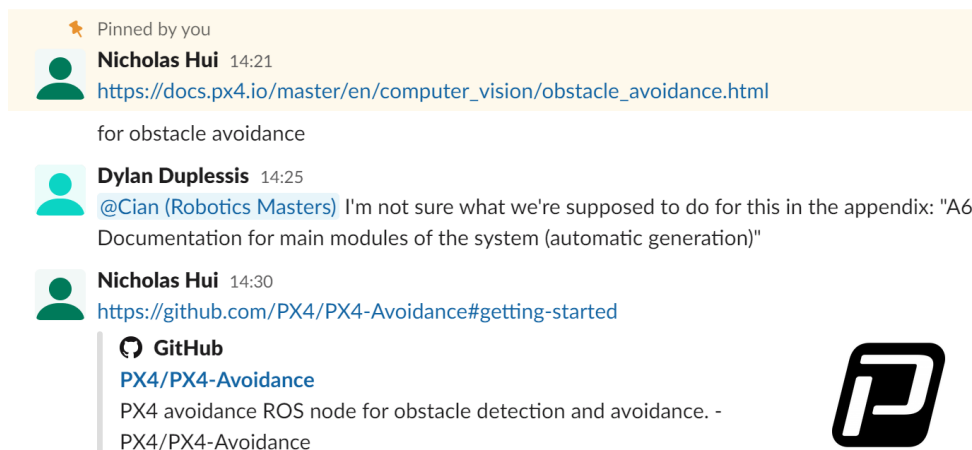 Pinned by you
Nicholas Hui 14:21
https://docs.px4.io/master/en/computer_vision/obstacle_avoidance.html
for obstacle avoidance
Dylan Duplessis 14:25
@Cian (Robotics Masters) I'm not sure what we're supposed to do for this in the appendix: "A6
Documentation for main modules of the system (automatic generation)"
Nicholas Hui 14:30
https://github.com/PX4/PX4-Avoidance#getting-started
GitHub
PX4/PX4-Avoidance
PX4 avoidance ROS node for obstacle detection and avoidance. -
PX4/PX4-Avoidance